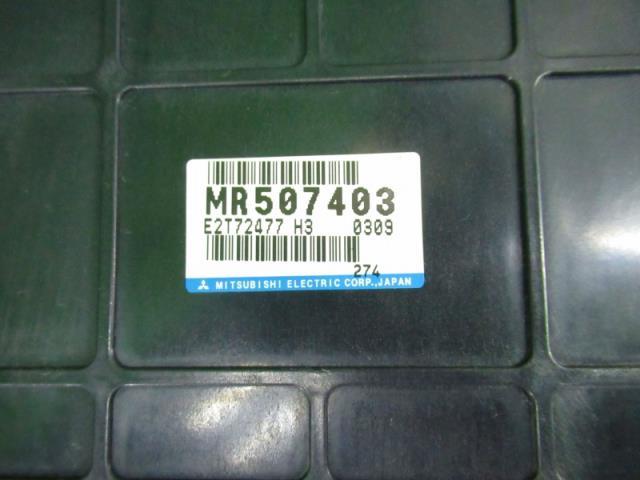 MR507403
E2T72477 H3 0309
274
MITSUBISHI ELECTRIC CORP.,JAPAN